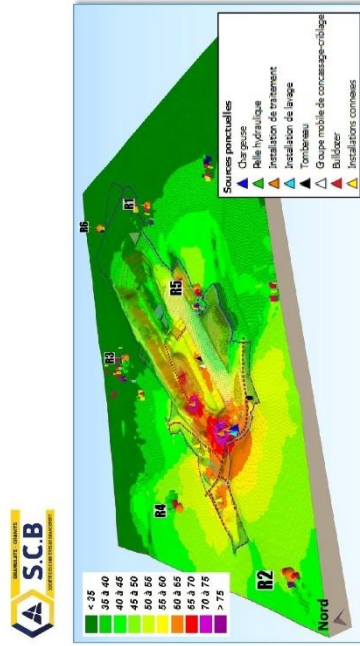 GRANULATS - GRANITS
S.C.B
< 35
35 à 40
40 à 45
45 à 50
50 à 55
55 à 60
60 à 65
65 à 70
70 à 75
> 75
R4
R3
R6
R1
R5
R2
Nord
Sources ponctuelles
Chargeuse
Pelle hydraulique
Installation de traitement
Installation de lavage
Tombereau
Groupe mobile de concassage-criblage
Bulldozer
Installations connexes